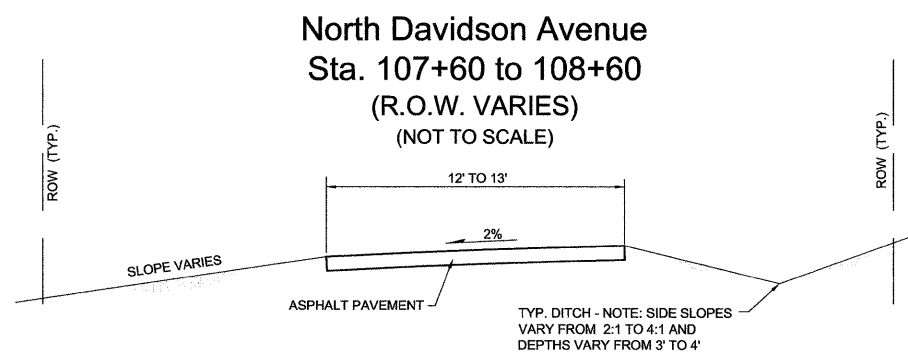 North Davidson Avenue
Sta. 107+60 to 108+60
(R.O.W. VARIES)
(NOT TO SCALE)
ROW (TYP.)
ROW (TYP.)
12' TO 13'
2%
SLOPE VARIES
ASPHALT PAVEMENT
TYP. DITCH - NOTE: SIDE SLOPES
VARY FROM 2:1 TO 4:1 AND
DEPTHS VARY FROM 3' TO 4'